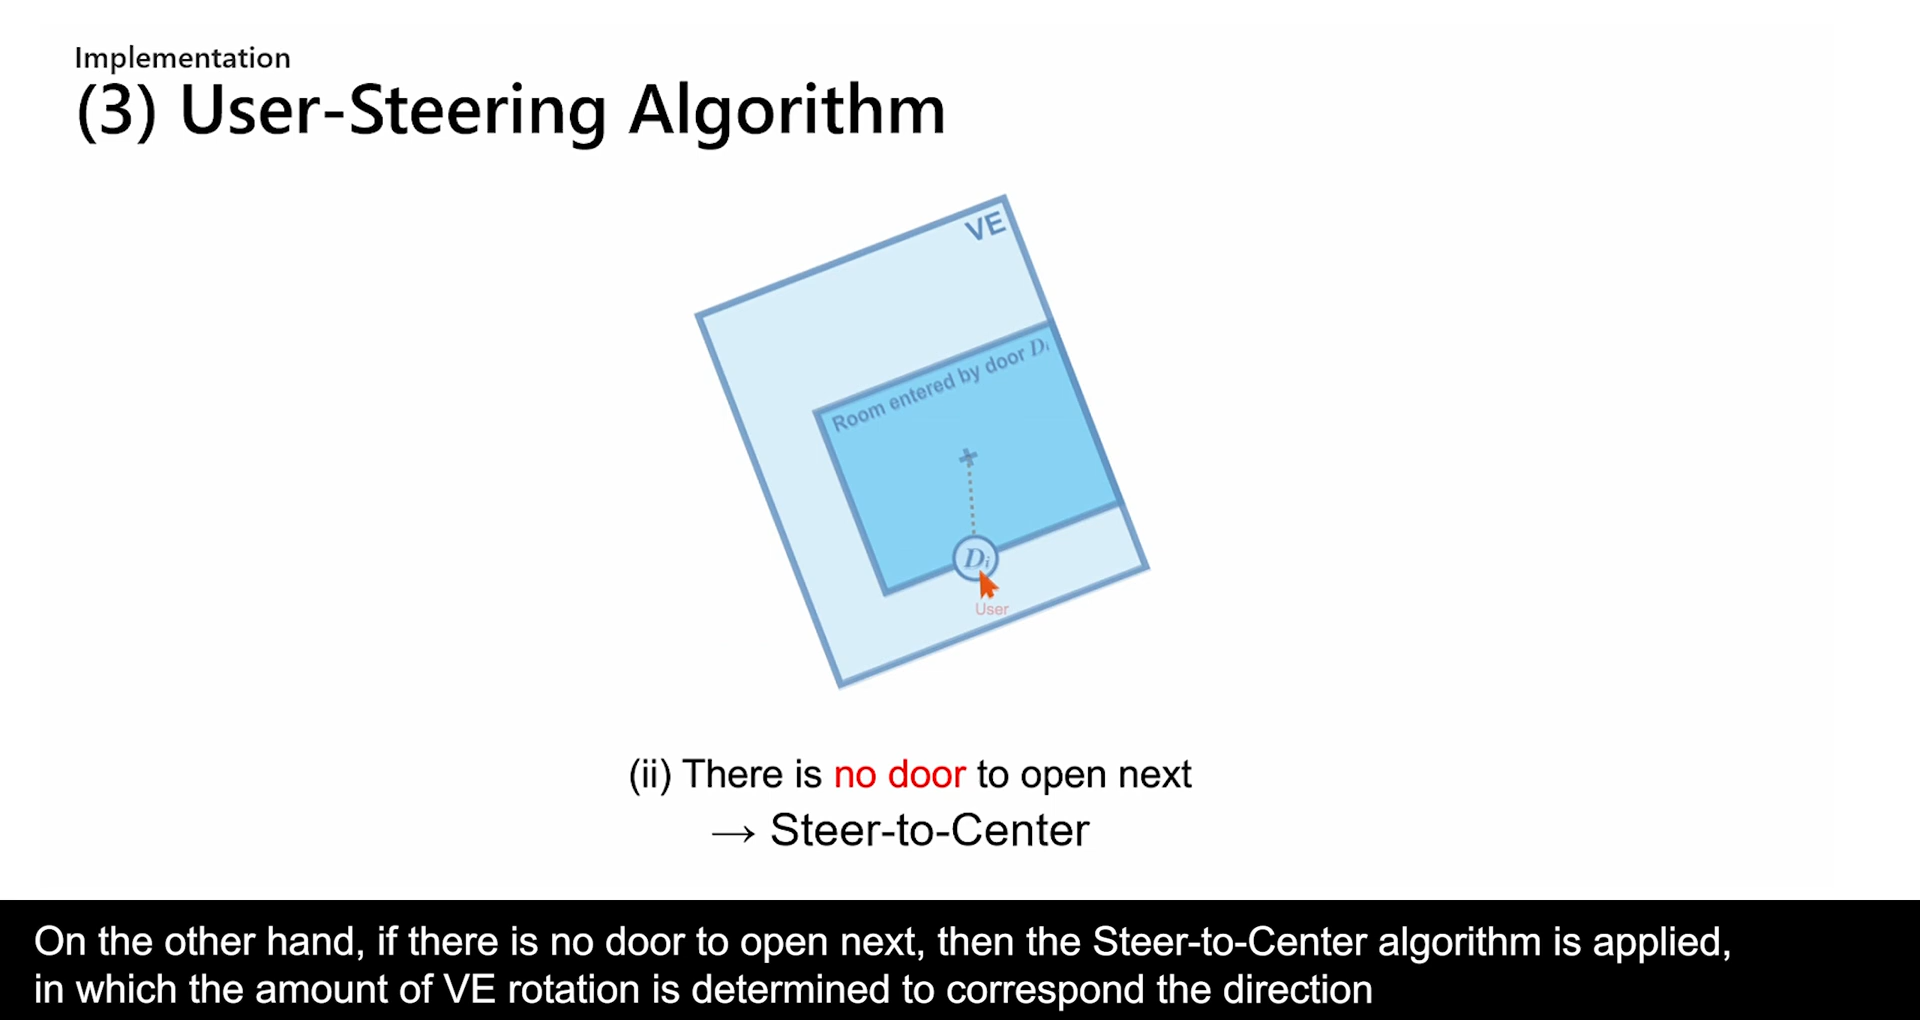 Implementation
(3) User-Steering Algorithm
VE
Room entered by door Di
Di
User
(ii) There is no door to open next
→ Steer-to-Center
On the other hand, if there is no door to open next, then the Steer-to-Center algorithm is applied,
in which the amount of VE rotation is determined to correspond the direction